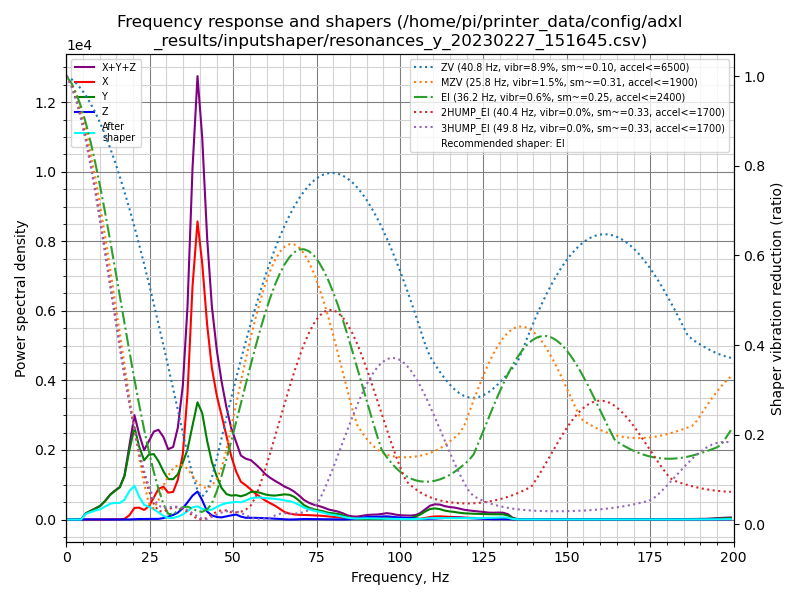 Frequency response and shapers (/home/pi/printer_data/config/adxl
_results/inputshaper/resonances_y_20230227_151645.csv)
1e4
X+Y+Z
X
Y
Z
After
shaper
ZV (40.8 Hz, vibr=8.9%, sm~=0.10, accel<=6500)
MZV (25.8 Hz, vibr=1.5%, sm~=0.31, accel<=1900)
EI (36.2 Hz, vibr=0.6%, sm~=0.25, accel<=2400)
2HUMP_EI (40.4 Hz, vibr=0.0%, sm~=0.33, accel<=1700)
3HUMP_EI (49.8 Hz, vibr=0.0%, sm~=0.33, accel<=1700)
Recommended shaper: EI
Power spectral density
1.2
1.0
0.8
0.6
0.4
0.2
0.0
1.0
0.8
0.6
0.4
0.2
0.0
Shaper vibration reduction (ratio)
0 25 50 75 100 125 150 175 200
Frequency, Hz